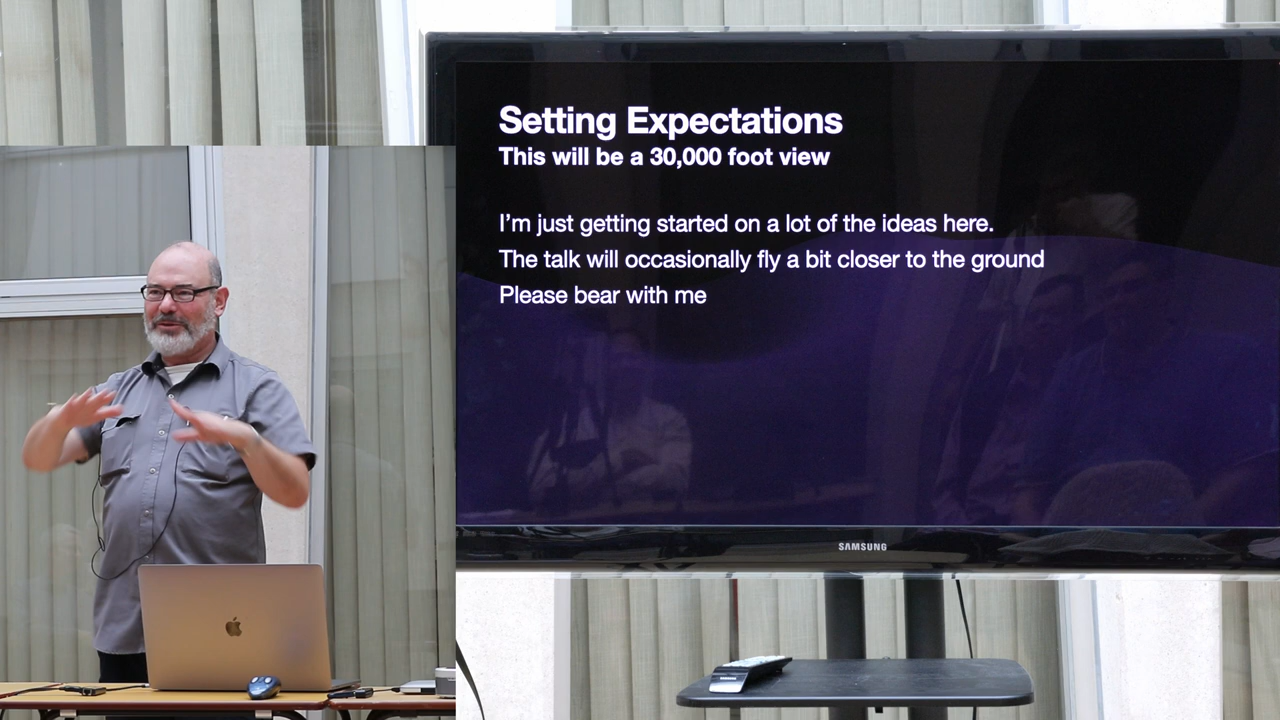 Setting Expectations
This will be a 30,000 foot view
I'm just getting started on a lot of the ideas here.
The talk will occasionally fly a bit closer to the ground
Please bear with me
SAMSUNG